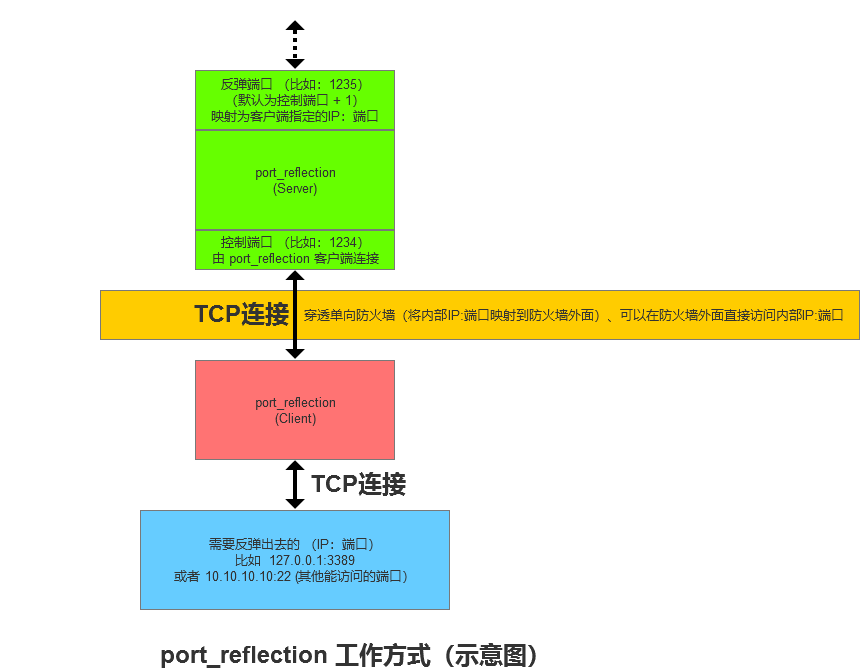 反弹端口 （比如：1235）
（默认为控制端口 + 1）
映射为客户端指定的IP：端口
port_reflection
(Server)
控制端口 （比如：1234）
由 port_reflection 客户端连接
TCP连接
穿透单向防火墙（将内部IP:端口映射到防火墙外面）、可以在防火墙外面直接访问内部IP:端口
port_reflection
(Client)
TCP连接
需要反弹出去的 （IP：端口）
比如 127.0.0.1:3389
或者 10.10.10.10:22 (其他能访问的端口）
port_reflection 工作方式（示意图）